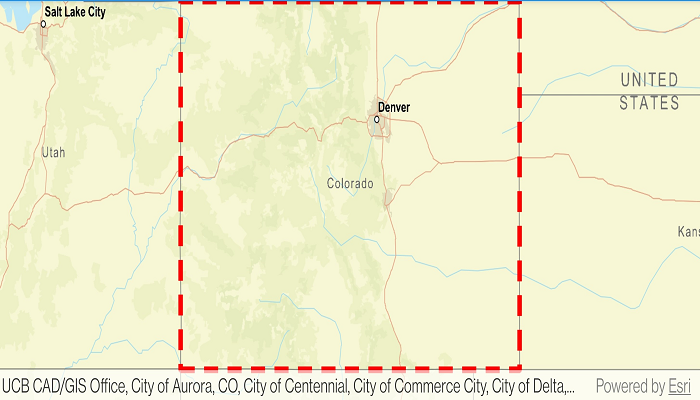 Salt Lake City
UNITED
STATES
Denver
Utah
Colorado
Kans
UCB CAD/GIS Office, City of Aurora, CO, City of Centennial, City of Commerce City, City of Delta,...
Powered by Esri